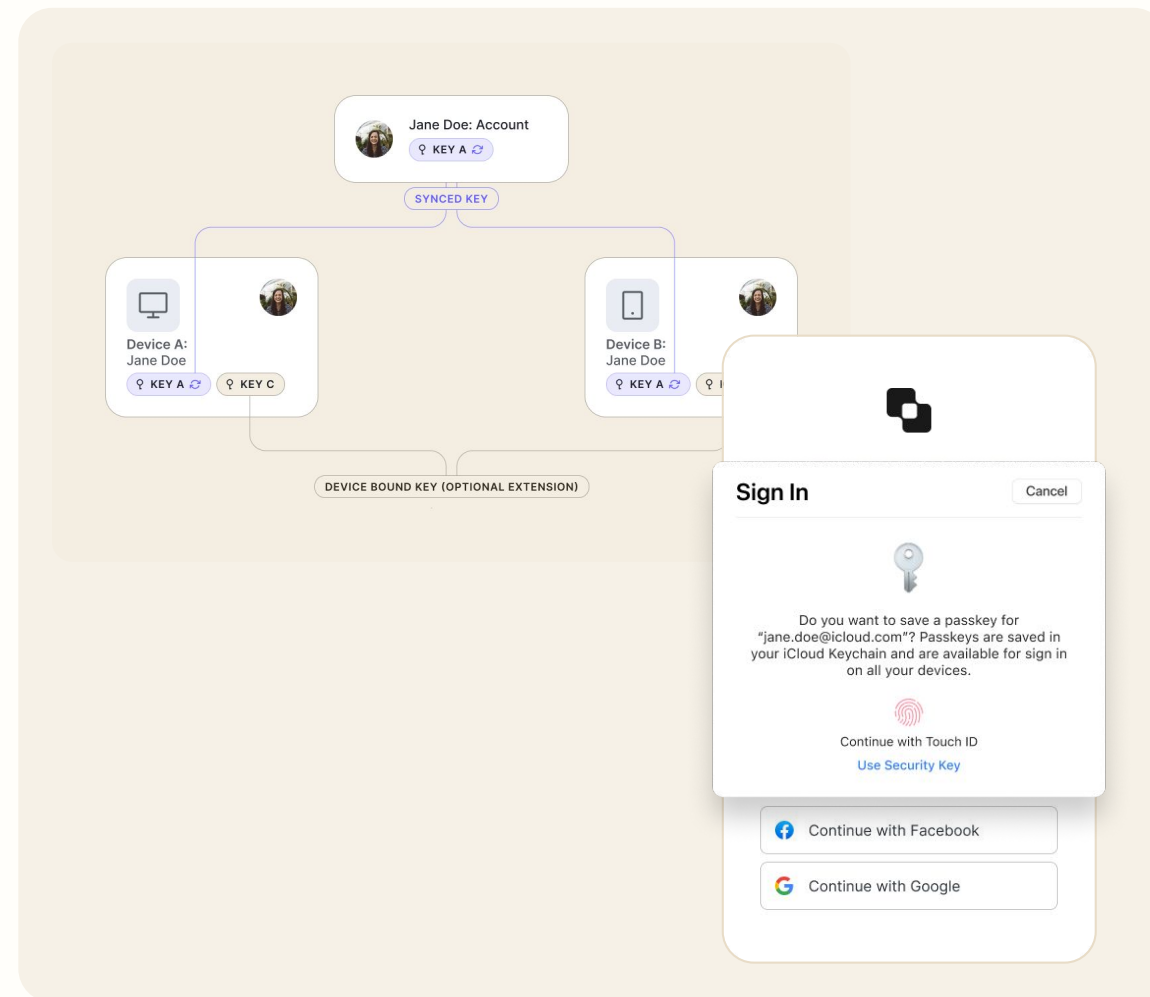 Jane Doe: Account
KEY A
SYNCED KEY
Device A:
Jane Doe
KEY A
KEY C
Device B:
Jane Doe
KEY A
DEVICE BOUND KEY (OPTIONAL EXTENSION)
Sign In
Cancel
Do you want to save a passkey for
“jane.doe@icloud.com”? Passkeys are saved in
your iCloud Keychain and are available for sign in
on all your devices.
Continue with Touch ID
Use Security Key
Continue with Facebook
Continue with Google